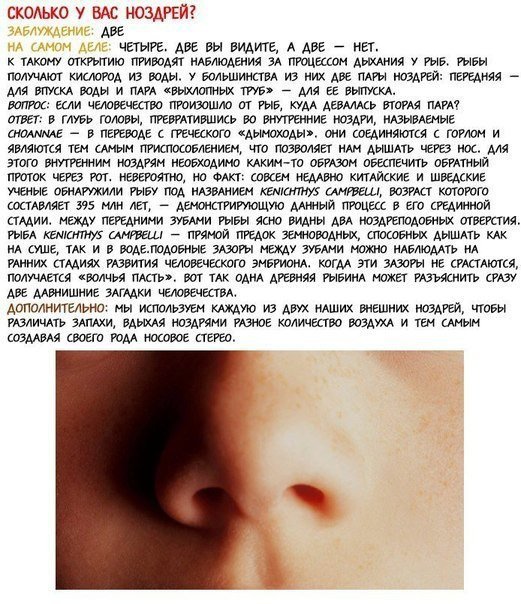 СКОЛЬКО У ВАС НОЗДРЕЙ?
ЗАБЛУЖДЕНИЕ: ДВЕ
НА САМОМ ДЕЛЕ: ЧЕТЫРЕ. ДВЕ ВЫ ВИДИТЕ, А ДВЕ — НЕТ.
К ТАКОМУ ОТКРЫТИЮ ПРИВОДЯТ НАБЛЮДЕНИЯ ЗА ПРОЦЕССОМ ДЫХАНИЯ У РЫБ. РЫБЫ
ПОЛУЧАЮТ КИСЛОРОД ИЗ ВОДЫ. У БОЛЬШИНСТВА ИЗ НИХ ДВЕ ПАРЫ НОЗДРЕЙ: ПЕРЕДНЯЯ —
ДЛЯ ВПУСКА ВОДЫ И ПАРА «ВЫХЛОПНЫХ ТРУБ» — ДЛЯ ЕЕ ВЫПУСКА.
ВОПРОС: ЕСЛИ ЧЕЛОВЕЧЕСТВО ПРОИЗОШЛО ОТ РЫБ, КУДА ДЕВАЛАСЬ ВТОРАЯ ПАРА?
ОТВЕТ: В ГЛУБЬ ГОЛОВЫ, ПРЕВРАТИВШИСЬ ВО ВНУТРЕННИЕ НОЗДРИ, НАЗЫВАЕМЫЕ
CHOANNAE — В ПЕРЕВОДЕ С ГРЕЧЕСКОГО «ДЫМОХОДЫ». ОНИ СОЕДИНЯЮТСЯ С ГОРЛОМ И
ЯВЛЯЮТСЯ ТЕМ САМЫМ ПРИСПОСОБЛЕНИЕМ, ЧТО ПОЗВОЛЯЕТ НАМ ДЫШАТЬ ЧЕРЕЗ НОС. ДЛЯ
ЭТОГО ВНУТРЕННИМ НОЗДРЯМ НЕОБХОДИМО КАКИМ-ТО ОБРАЗОМ ОБЕСПЕЧИТЬ ОБРАТНЫЙ
ПРОТОК ЧЕРЕЗ РОТ. НЕВЕРОЯТНО, НО ФАКТ: СОВСЕМ НЕДАВНО КИТАЙСКИЕ И ШВЕДСКИЕ
УЧЕНЫЕ ОБНАРУЖИЛИ РЫБУ ПОД НАЗВАНИЕМ KENICHTHYS CAMPBELLI, ВОЗРАСТ КОТОРОГО
СОСТАВЛЯЕТ 395 МЛН ЛЕТ, — ДЕМОНСТРИРУЮЩУЮ ДАННЫЙ ПРОЦЕСС В ЕГО СРЕДИННОЙ
СТАДИИ. МЕЖДУ ПЕРЕДНИМИ ЗУБАМИ РЫБЫ ЯСНО ВИДНЫ ДВА НОЗДРЕПОДОБНЫХ ОТВЕРСТИЯ.
РЫБА KENICHTHYS CAMPBELLI — ПРЯМОЙ ПРЕДОК ЗЕМНОВОДНЫХ, СПОСОБНЫХ ДЫШАТЬ КАК
НА СУШЕ, ТАК И В ВОДЕ.ПОДОБНЫЕ ЗАЗОРЫ МЕЖДУ ЗУБАМИ МОЖНО НАБЛЮДАТЬ НА
РАННИХ СТАДИЯХ РАЗВИТИЯ ЧЕЛОВЕЧЕСКОГО ЭМБРИОНА. КОГДА ЭТИ ЗАЗОРЫ НЕ СРАСТАЮТСЯ,
ПОЛУЧАЕТСЯ «ВОЛЧЬЯ ПАСТЬ». ВОТ ТАК ОДНА ДРЕВНЯЯ РЫБИНА МОЖЕТ РАЗЪЯСНИТЬ СРАЗУ
ДВЕ ДАВНИШНИЕ ЗАГАДКИ ЧЕЛОВЕЧЕСТВА.
ДОПОЛНИТЕЛЬНО: МЫ ИСПОЛЬЗУЕМ КАЖДУЮ ИЗ ДВУХ НАШИХ ВНЕШНИХ НОЗДРЕЙ, ЧТОБЫ
РАЗЛИЧАТЬ ЗАПАХИ, ВДЫХАЯ НОЗДРЯМИ РАЗНОЕ КОЛИЧЕСТВО ВОЗДУХА И ТЕМ САМЫМ
СОЗДАВАЯ СВОЕГО РОДА НОСОВОЕ СТЕРЕО.